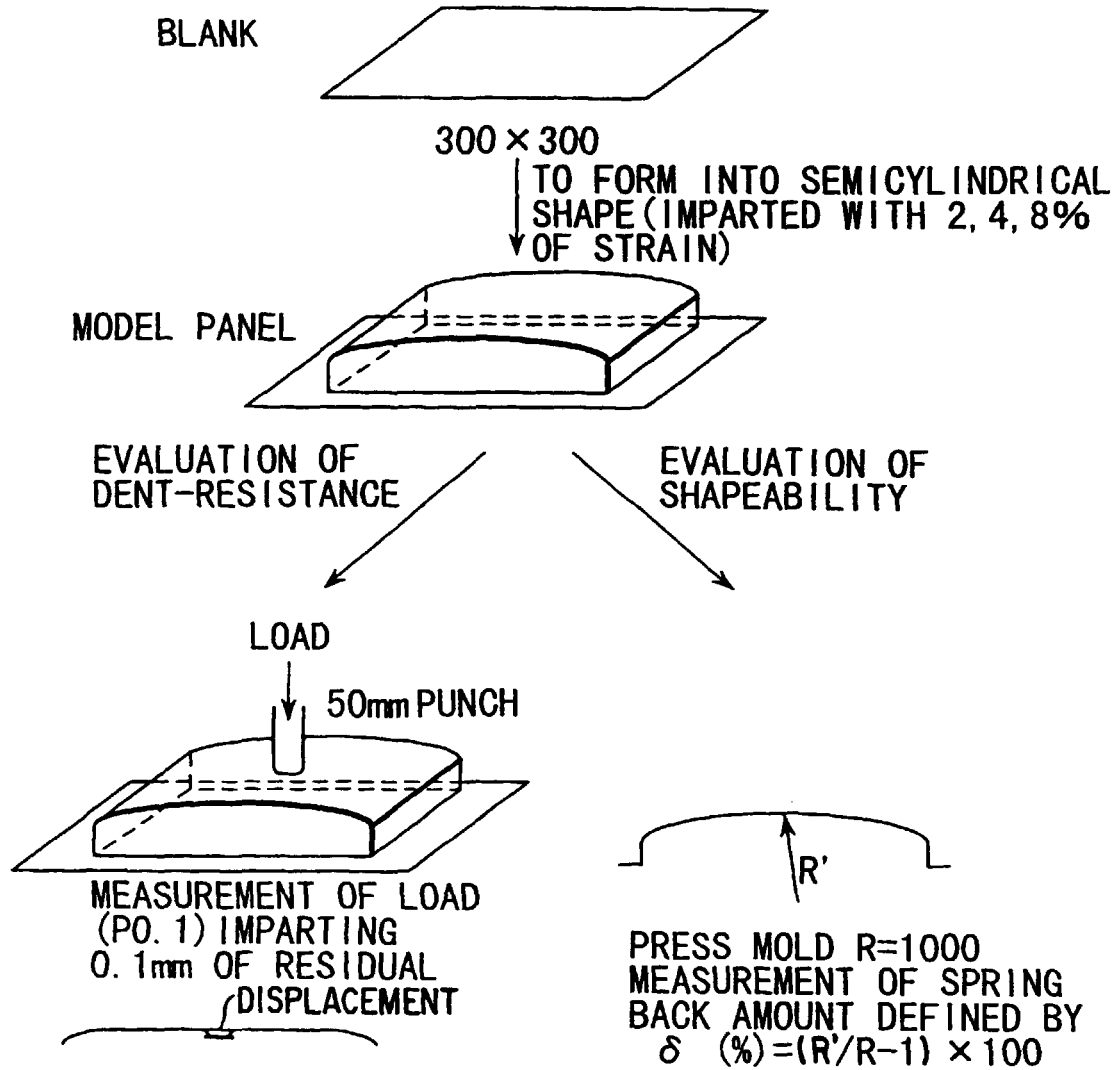 BLANK
300 × 300
TO FORM INTO SEMICYLINDRICAL
SHAPE (IMPARTED WITH 2, 4, 8%
OF STRAIN)
MODEL PANEL
EVALUATION OF
DENT-RESISTANCE
EVALUATION OF
SHAPEABILITY
LOAD
50mm PUNCH
MEASUREMENT OF LOAD
(P0. 1) IMPARTING
0. 1mm OF RESIDUAL
DISPLACEMENT
R'
PRESS MOLD R=1000
MEASUREMENT OF SPRING
BACK AMOUNT DEFINED BY
δ (%)=(R'/R-1) × 100